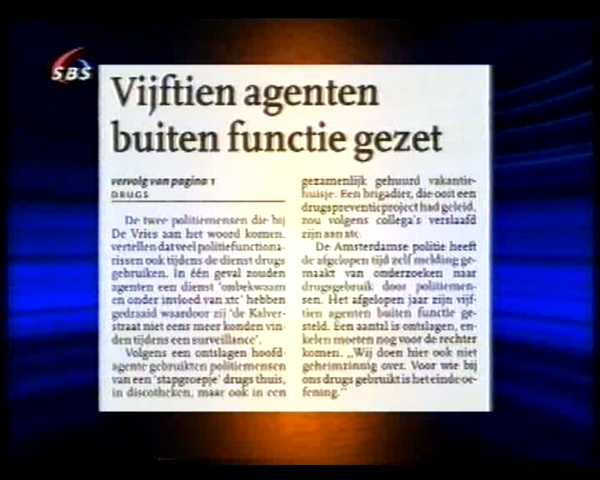 SBS
Vijftien agenten
buiten functie gezet
vervolg van pagina 1
DRUGS
De twee politiemensen die bij
De Vries aan het woord komen,
vertellen dat veel politiefunctiona-
rissen ook tijdens de dienst drugs
gebruiken. In één geval zouden
agenten een dienst 'onbekwaam
en onder invloed van xtc' hebben
gedraaid waardoor zij 'de Kalver-
straat niet eens meer konden vin-
den tijdens een surveillance'.
Volgens een ontslagen hoofd-
agente gebruikten politiemensen
van een 'stapgroepje' drugs thuis,
in discotheken, maar ook in een
gezamenlijk gehuurd vakantie-
huisje. Een brigadier, die ooit een
drugspreventieproject had geleid,
zou volgens collega's verslaafd
zijn aan xtc.
De Amsterdamse politie heeft
de afgelopen tijd zelf melding ge-
maakt van onderzoeken naar
drugsgebruik door politiemen-
sen. Het afgelopen jaar zijn vijf-
tien agenten buiten functie ge-
steld. Een aantal is ontslagen, en-
kelen moeten nog voor de rechter
komen. „Wij doen hier ook niet
geheimzinnig over. Voor wie bij
ons drugs gebruikt is het einde oe-
fening.”